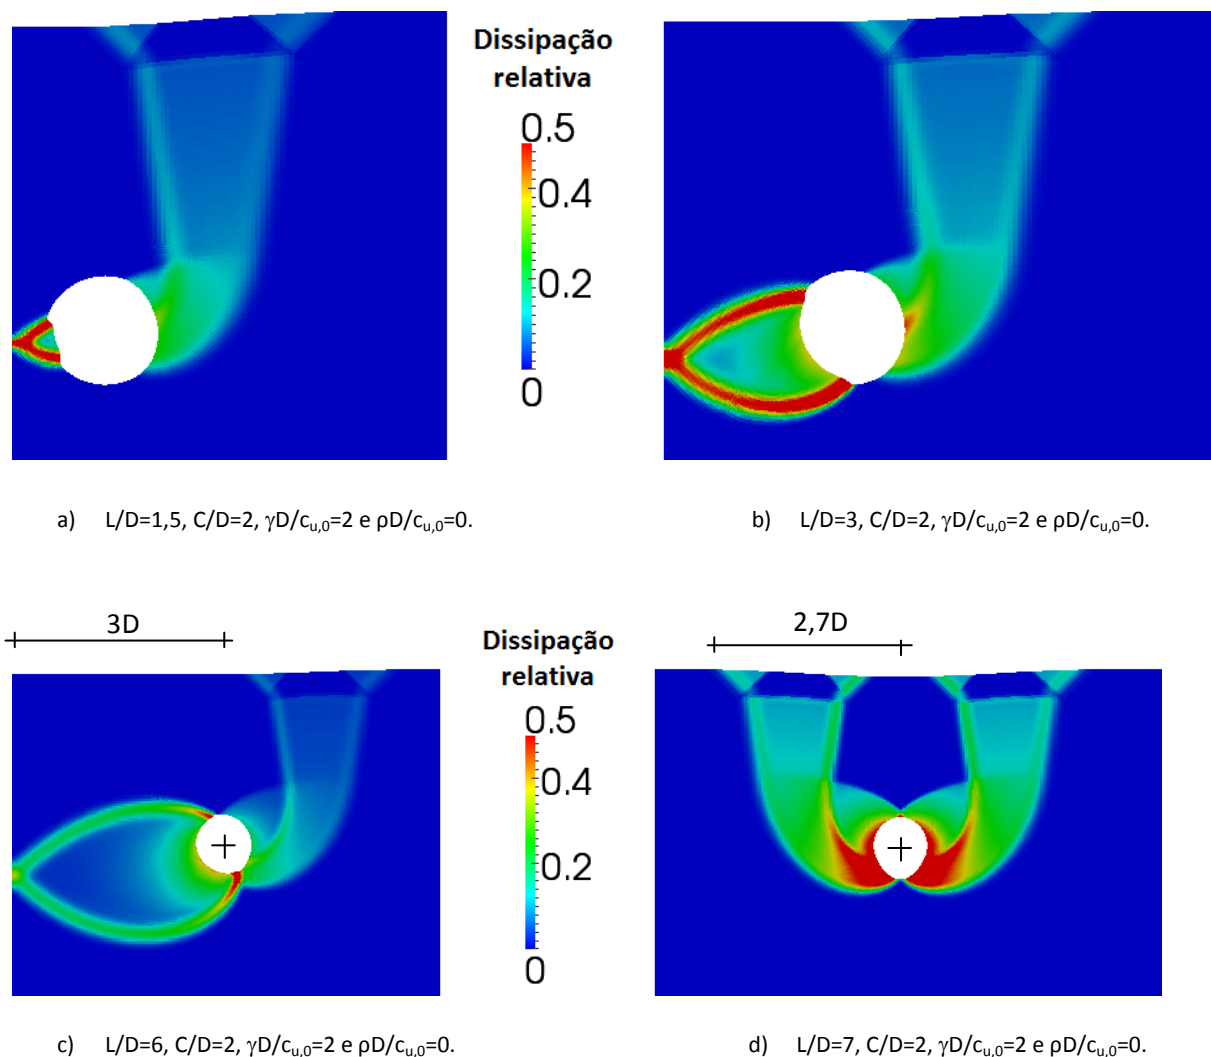 Dissipação
relativa
0.5
0.4
0.2
0
a) L/D=1,5, C/D=2, γD/cu,0=2 e ρD/cu,0=0.
b) L/D=3, C/D=2, γD/cu,0=2 e ρD/cu,0=0.
3D
2,7D
Dissipação
relativa
0.5
0.4
0.2
0
c) L/D=6, C/D=2, γD/cu,0=2 e ρD/cu,0=0.
d) L/D=7, C/D=2, γD/cu,0=2 e ρD/cu,0=0.